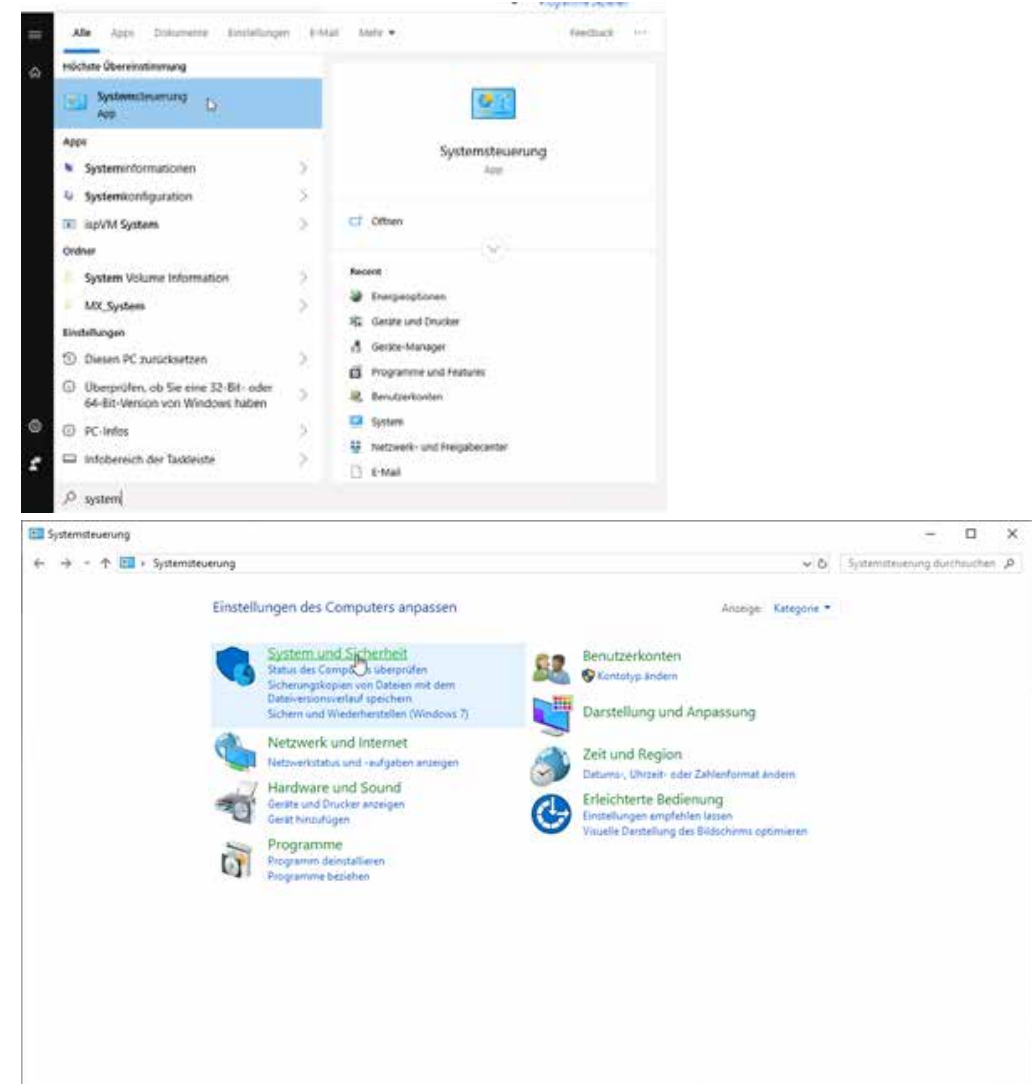 Alle Apps Dokumente Einstellungen E-Mail Mehr Feedback
Höchste Übereinstimmung
Systemsteuerung
App
Apps
Systeminformationen
Systemkonfiguration
ispVM System
Ordner
System Volume Information
MX_System
Einstellungen
Diesen PC zurücksetzen
Überprüfen, ob Sie eine 32-Bit- oder
64-Bit-Version von Windows haben
PC-Infos
Infobereich der Taskleiste
system
Systemsteuerung
App
Öffnen
Recent
Energieoptionen
Geräte und Drucker
Geräte-Manager
Programme und Features
Benutzerkonten
System
Netzwerk- und Freigabecenter
E-Mail
Systemsteuerung
Systemsteuerung
Systemsteuerung durchsuchen
Einstellungen des Computers anpassen
Anzeige: Kategorie
System und Sicherheit
Status des Computers überprüfen
Sicherungskopien von Dateien mit dem
Dateiversionsverlauf speichern
Sichern und Wiederherstellen (Windows 7)
Netzwerk und Internet
Netzwerkstatus und -aufgaben anzeigen
Hardware und Sound
Geräte und Drucker anzeigen
Gerät hinzufügen
Programme
Programm deinstallieren
Programme beziehen
Benutzerkonten
Kontotyp ändern
Darstellung und Anpassung
Zeit und Region
Datums-, Uhrzeit- oder Zahlenformat ändern
Erleichterte Bedienung
Einstellungen empfehlen lassen
Visuelle Darstellung des Bildschirms optimieren